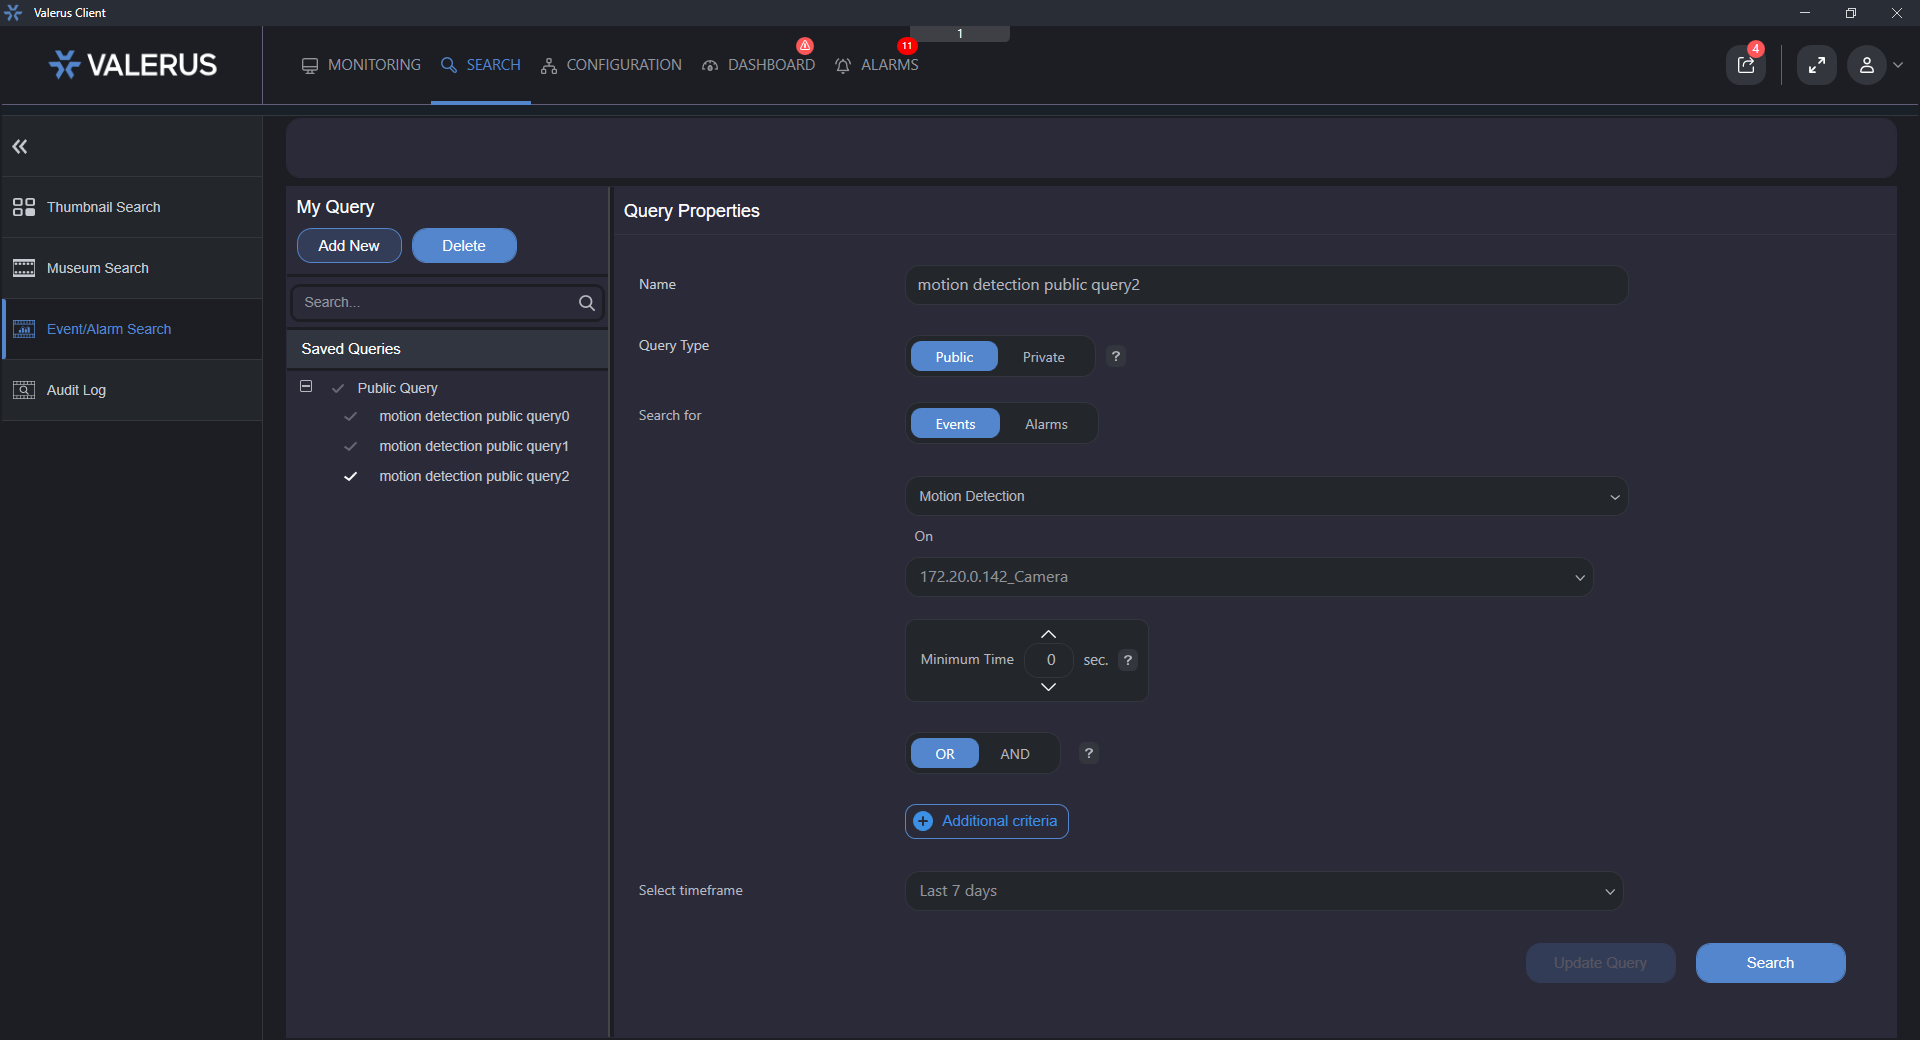 Valerus Client
1
VALERUS
MONITORING
SEARCH
CONFIGURATION
DASHBOARD
11
ALARMS
4
Thumbnail Search
Museum Search
Event/Alarm Search
Audit Log
My Query
Add New
Delete
Search...
Saved Queries
Public Query
motion detection public query0
motion detection public query1
motion detection public query2
Query Properties
Name
motion detection public query2
Query Type
Public
Private
?
Search for
Events
Alarms
Motion Detection
On
172.20.0.142_Camera
Minimum Time
0
sec.
?
OR
AND
?
Additional criteria
Select timeframe
Last 7 days
Update Query
Search